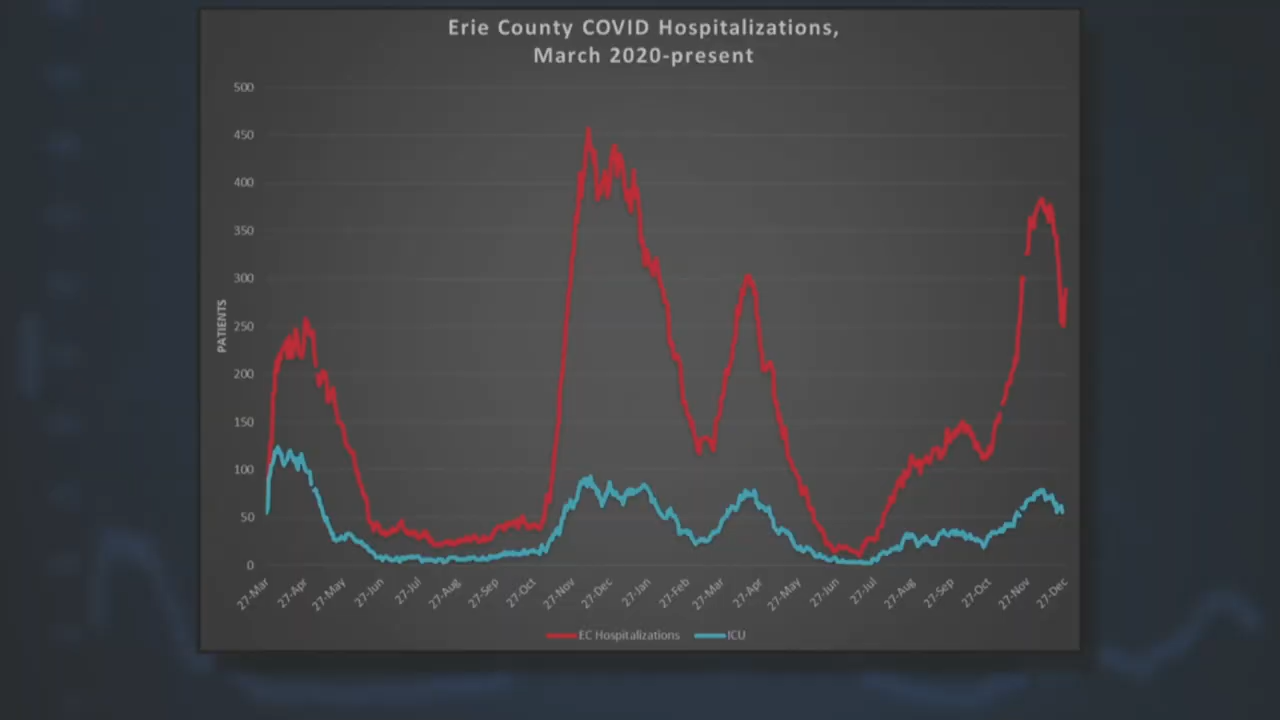 Erie County COVID Hospitalizations,
March 2020-present
500
450
400
350
300
250
200
150
100
50
0
PATIENTS
27-Mar
27-Apr
27-May
27-Jun
27-Jul
27-Aug
27-Sep
27-Oct
27-Nov
27-Dec
27-Jan
27-Feb
27-Mar
27-Apr
27-May
27-Jun
27-Jul
27-Aug
27-Sep
27-Oct
27-Nov
27-Dec
EC Hospitalizations
ICU